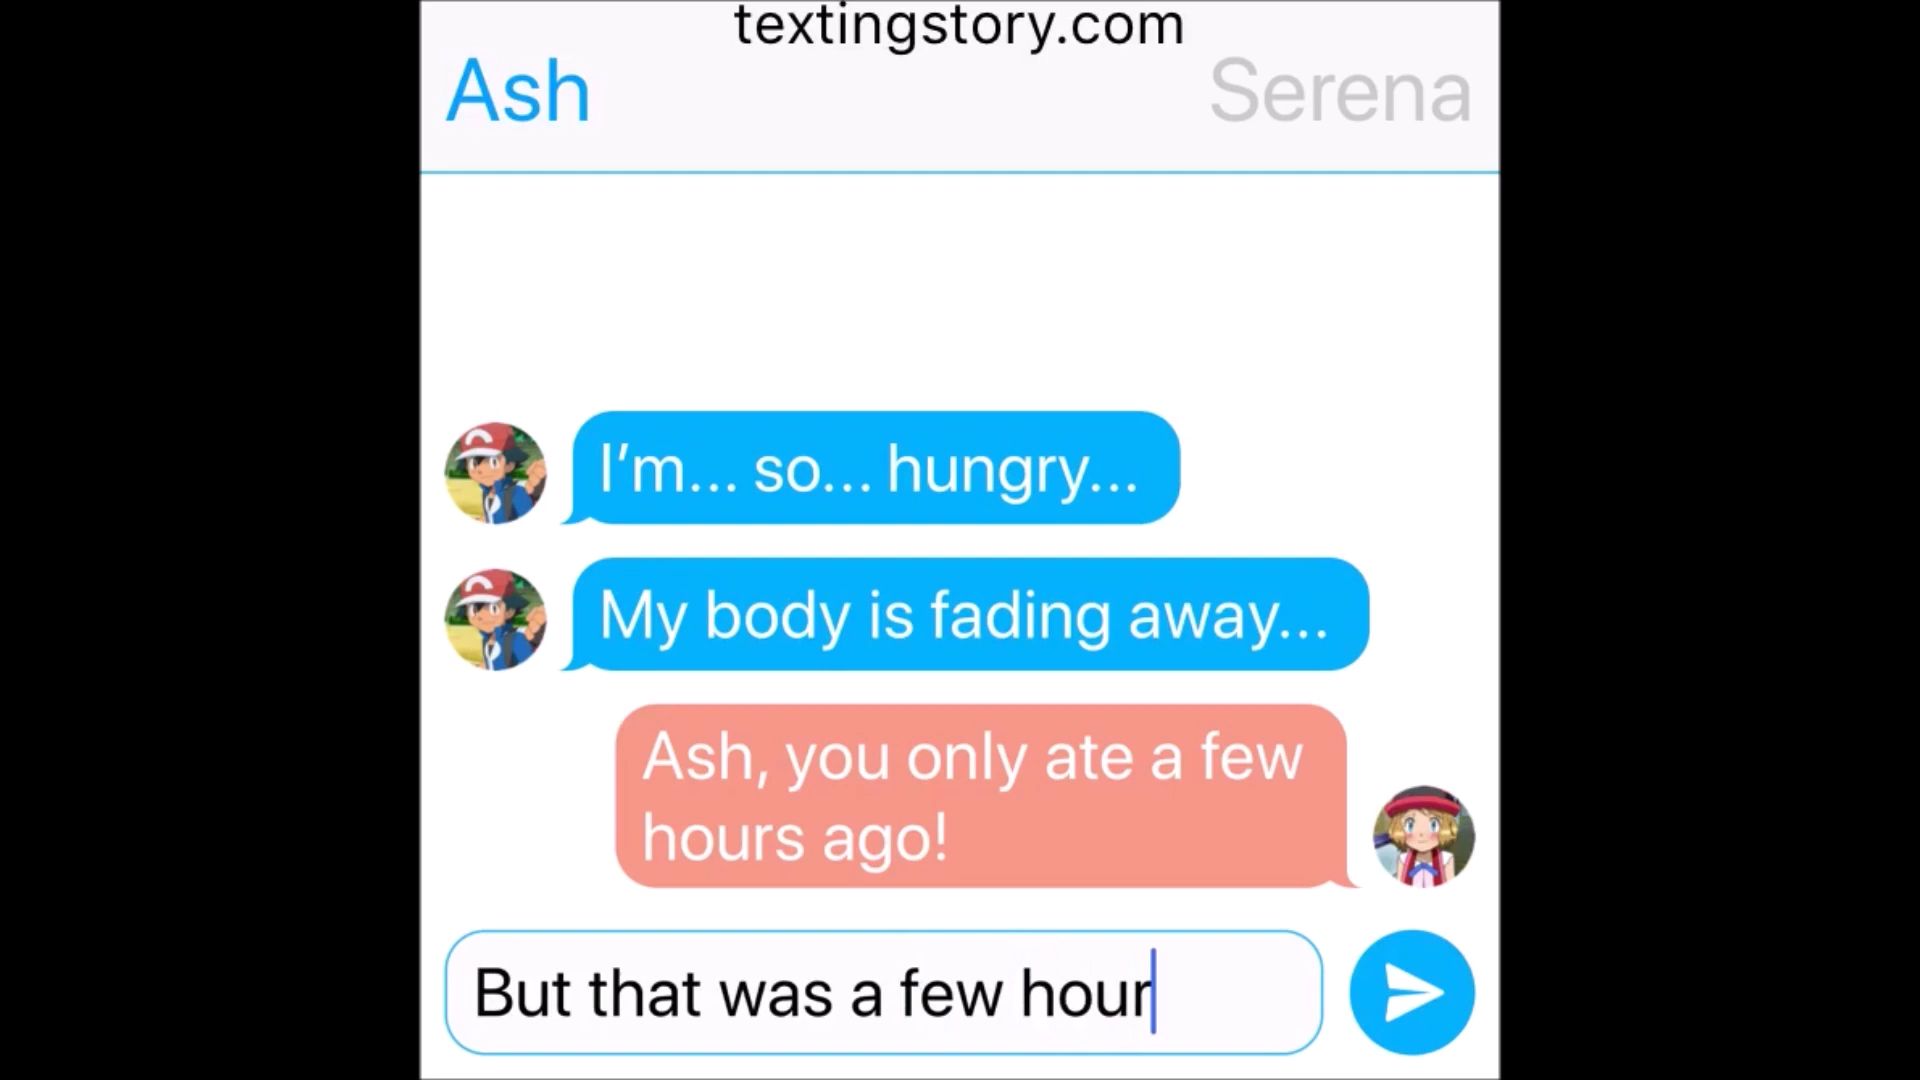 textingstory.com
Ash
Serena
I’m... so... hungry...
My body is fading away...
Ash, you only ate a few
hours ago!
But that was a few hour